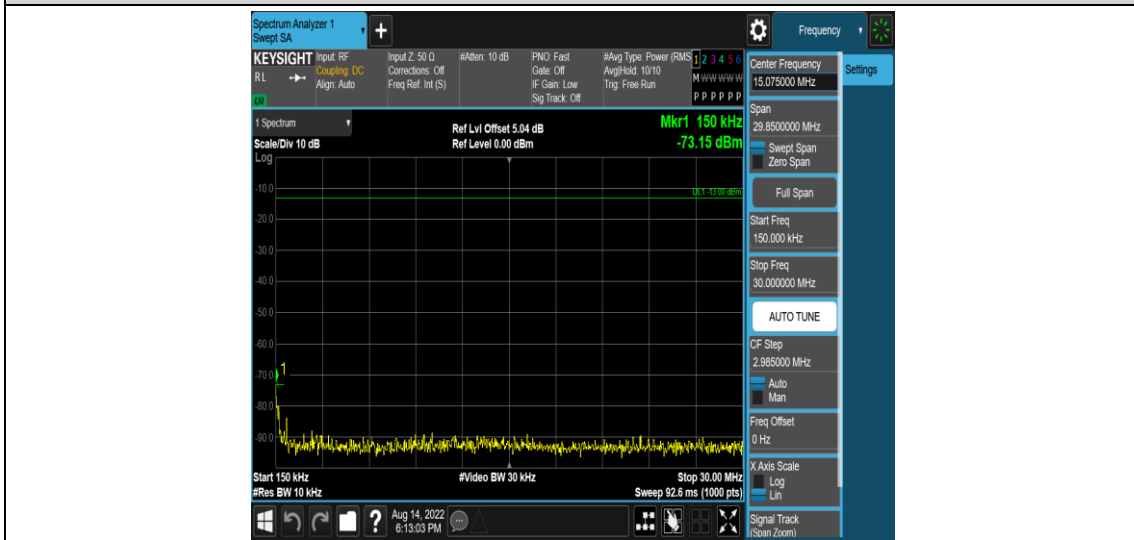 Spectrum Analyzer 1
Swept SA
+
Frequency
KEYSIGHT
RL
LXI
Input: RF
Coupling: DC
Align: Auto
Input Z: 50 Ω
Corrections: Off
Freq Ref: Int (S)
#Atten: 10 dB
PNO: Fast
Gate: Off
IF Gain: Low
Sig Track: Off
#Avg Type: Power (RMS
Avg|Hold: 10/10
Trig: Free Run
1 2 3 4 5 6
M W W W W W
P P P P P P
1 Spectrum
Scale/Div 10 dB
Log
Ref Lvl Offset 5.04 dB
Ref Level 0.00 dBm
Mkr1 150 kHz
-73.15 dBm
-10.0
DL1 -13.00 dBm
-20.0
-30.0
-40.0
-50.0
-60.0
-70.0
1
-80.0
-90.0
Start 150 kHz
#Res BW 10 kHz
#Video BW 30 kHz
Stop 30.00 MHz
Sweep 92.6 ms (1000 pts)
?
Aug 14, 2022
6:13:03 PM
Center Frequency
15.075000 MHz
Settings
Span
29.8500000 MHz
Swept Span
Zero Span
Full Span
Start Freq
150.000 kHz
Stop Freq
30.000000 MHz
AUTO TUNE
CF Step
2.985000 MHz
Auto
Man
Freq Offset
0 Hz
X Axis Scale
Log
Lin
Signal Track
(Span Zoom)